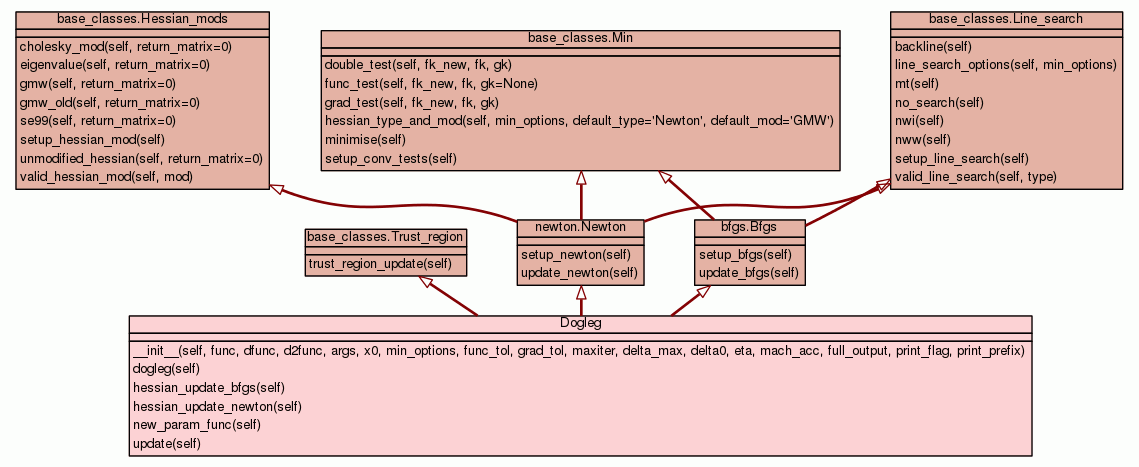 base_classes.Hessian_mods
cholesky_mod(self, return_matrix=0)
eigenvalue(self, return_matrix=0)
gmw(self, return_matrix=0)
gmw_old(self, return_matrix=0)
se99(self, return_matrix=0)
setup_hessian_mod(self)
unmodified_hessian(self, return_matrix=0)
valid_hessian_mod(self, mod)
base_classes.Min
double_test(self, fk_new, fk, gk)
func_test(self, fk_new, fk, gk=None)
grad_test(self, fk_new, fk, gk)
hessian_type_and_mod(self, min_options, default_type='Newton', default_mod='GMW')
minimise(self)
setup_conv_tests(self)
base_classes.Line_search
backline(self)
line_search_options(self, min_options)
mt(self)
no_search(self)
nwi(self)
nww(self)
setup_line_search(self)
valid_line_search(self, type)
base_classes.Trust_region
trust_region_update(self)
newton.Newton
setup_newton(self)
update_newton(self)
bfgs.Bfgs
setup_bfgs(self)
update_bfgs(self)
Dogleg
__init__(self, func, dfunc, d2func, args, x0, min_options, func_tol, grad_tol, maxiter, delta_max, delta0, eta, mach_acc, full_output, print_flag, print_prefix)
dogleg(self)
hessian_update_bfgs(self)
hessian_update_newton(self)
new_param_func(self)
update(self)